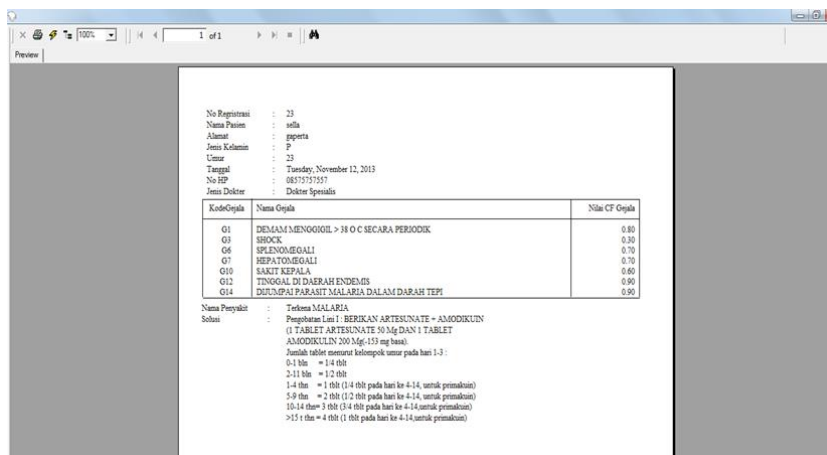 100%
1 of 1
Preview
No Regristrasi : 23
Nama Pasien : sella
Alamat : gaperta
Jenis Kelamin : P
Umur : 23
Tanggal : Tuesday, November 12, 2013
No HP : 08575757557
Jenis Dokter : Dokter Spesialis
KodeGejala Nama Gejala Nilai CF Gejala
G1 DEMAM MENGGIGIL > 38 O C SECARA PERIODIK 0.80
G3 SHOCK 0.30
G6 SPLENOMEGALI 0.70
G7 HEPATOMEGALI 0.70
G10 SAKIT KEPALA 0.60
G12 TINGGAL DI DAERAH ENDEMIS 0.90
G14 DIJUMPAI PARASIT MALARIA DALAM DARAH TEPI 0.90
Nama Penyakit : Terkena MALARIA
Solusi : Pengobatan Lini I : BERIKAN ARTESUNATE + AMODIKUIN
(1 TABLET ARTESUNATE 50 Mg DAN 1 TABLET
AMODIKULIN 200 Mg(-153 mg basa).
Jumlah tablet menurut kelompok umur pada hari 1-3 :
0-1 bln = 1/4 tblt
2-11 bln = 1/2 tblt
1-4 thn = 1 tblt (1/4 tblt pada hari ke 4-14, untuk primakuin)
5-9 thn = 2 tblt (1/2 tblt pada hari ke 4-14, untuk primakuin)
10-14 thn= 3 tblt (3/4 tblt pada hari ke 4-14,untuk primakuin)
>15 t thn = 4 tblt (1 tblt pada hari ke 4-14,untuk primakuin)